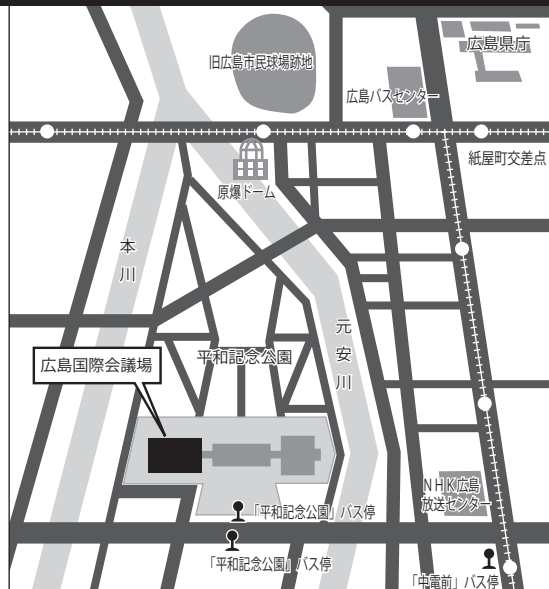 旧広島市民球場跡地
広島県庁
広島バスセンター
紙屋町交差点
原爆ドーム
本川
元安川
平和記念公園
広島国際会議場
NHK広島
放送センター
「平和記念公園」バス停
「平和記念公園」バス停
「中電前」バス停